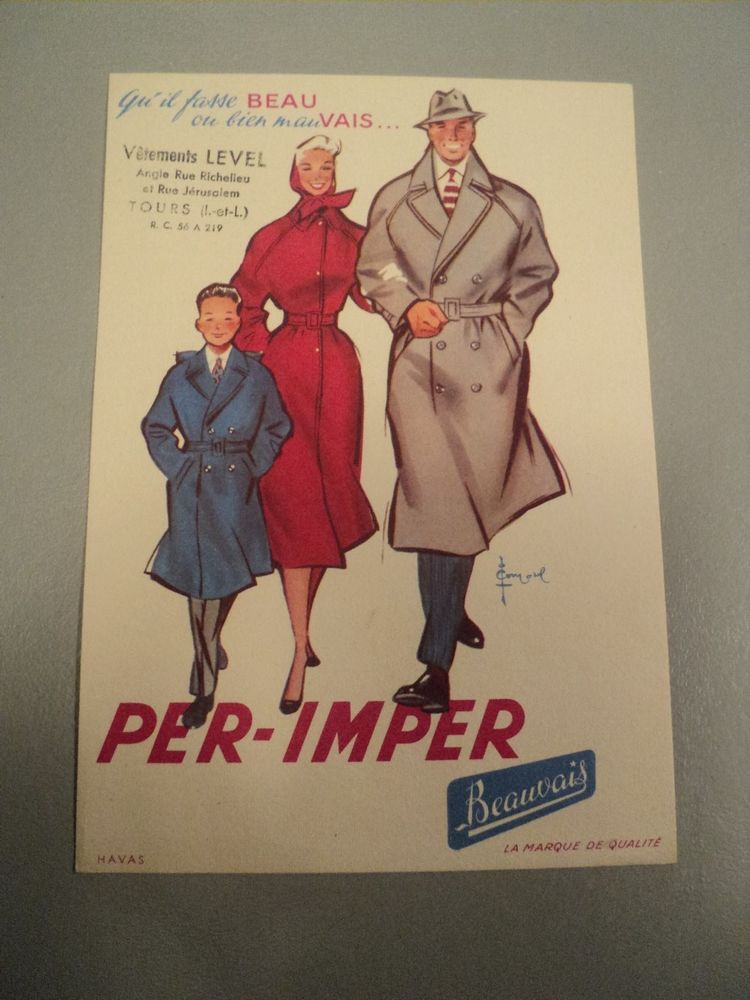 Qu'il fasse BEAU
ou bien mauVAIS...
Vêtements LEVEL
Angle Rue Richelieu
et Rue Jérusalem
TOURS (I.-et-L.)
R. C. 56 A 219
PER-IMPER
Beauvais
LA MARQUE DE QUALITÉ
HAVAS